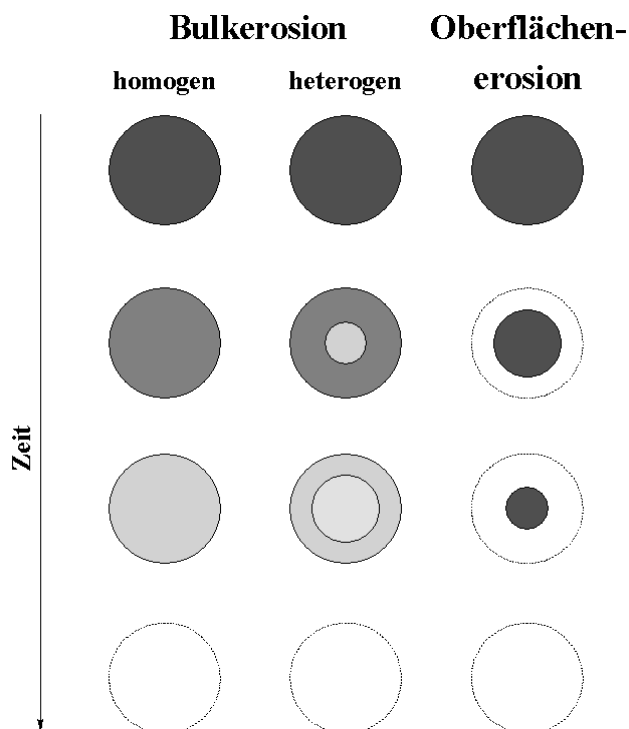 Bulkerosion
Oberflächen-
erosion
homogen
heterogen
Zeit